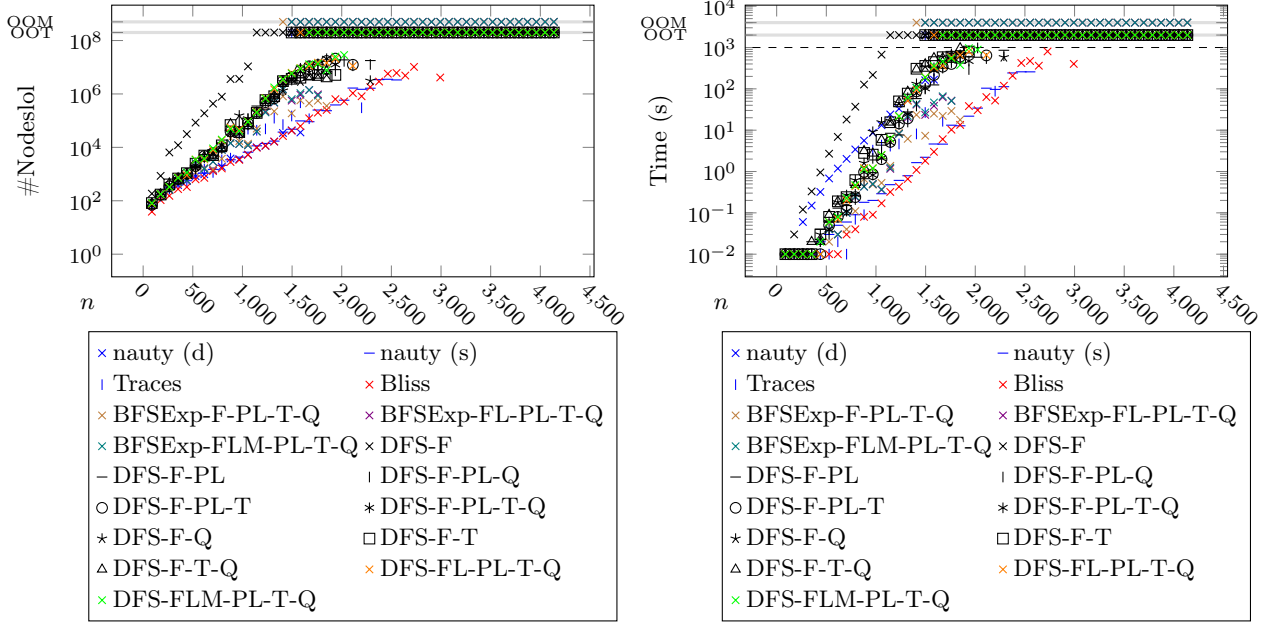 OOM
OOT
10^8
10^6
10^4
10^2
10^0
#Nodeslol
n
0
500
1,000
1,500
2,000
2,500
3,000
3,500
4,000
4,500
nauty (d)
nauty (s)
Traces
Bliss
BFSExp-F-PL-T-Q
BFSExp-FL-PL-T-Q
BFSExp-FLM-PL-T-Q
DFS-F
DFS-F-PL
DFS-F-PL-Q
DFS-F-PL-T
DFS-F-PL-T-Q
DFS-F-Q
DFS-F-T
DFS-F-T-Q
DFS-FL-PL-T-Q
DFS-FLM-PL-T-Q
10^4
OOM
OOT
10^3
10^2
10^1
10^0
10^−1
10^−2
Time (s)
n
0
500
1,000
1,500
2,000
2,500
3,000
3,500
4,000
4,500
nauty (d)
nauty (s)
Traces
Bliss
BFSExp-F-PL-T-Q
BFSExp-FL-PL-T-Q
BFSExp-FLM-PL-T-Q
DFS-F
DFS-F-PL
DFS-F-PL-Q
DFS-F-PL-T
DFS-F-PL-T-Q
DFS-F-Q
DFS-F-T
DFS-F-T-Q
DFS-FL-PL-T-Q
DFS-FLM-PL-T-Q